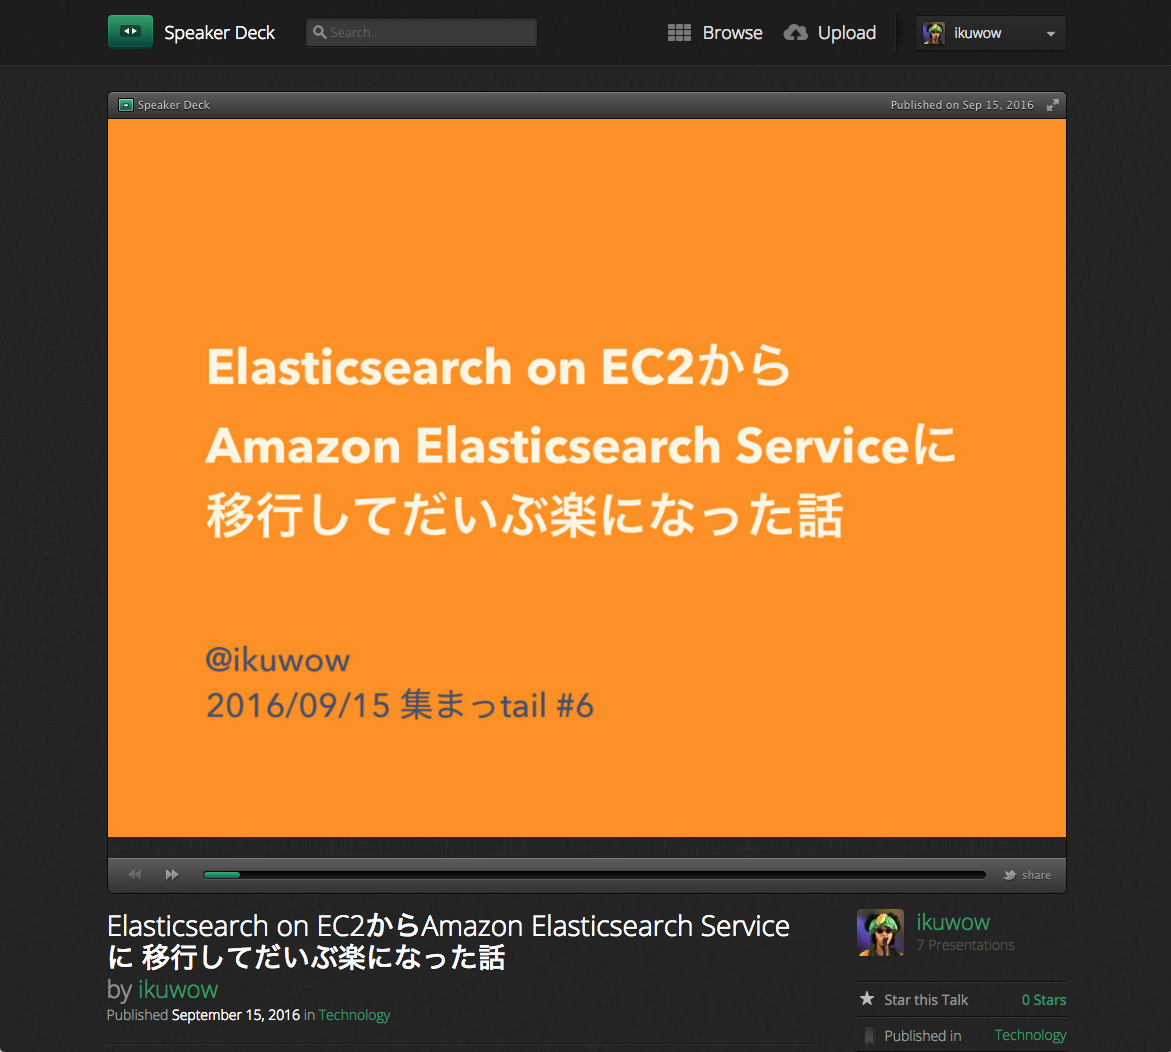 Speaker Deck
Search...
Browse
Upload
ikuwow
Speaker Deck
Published on Sep 15, 2016
Elasticsearch on EC2から
Amazon Elasticsearch Serviceに
移行してだいぶ楽になった話
@ikuwow
2016/09/15 集まっtail #6
share
Elasticsearch on EC2からAmazon Elasticsearch Service
に 移行してだいぶ楽になった話
by ikuwow
Published September 15, 2016 in Technology
ikuwow
7 Presentations
Star this Talk 0 Stars
Published in Technology